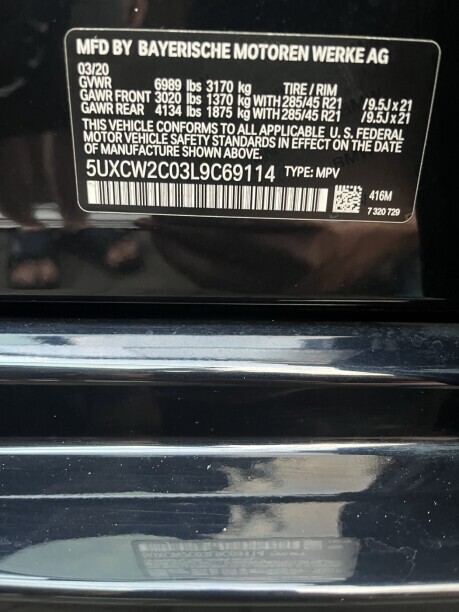 MFD BY BAYERISCHE MOTOREN WERKE AG
03/20
GVWR 6989 lbs 3170 kg TIRE / RIM
GAWR FRONT 3020 lbs 1370 kg WITH 285/45 R21 /9.5J x 21
GAWR REAR 4134 lbs 1875 kg WITH 285/45 R21 /9.5J x 21
THIS VEHICLE CONFORMS TO ALL APPLICABLE U. S. FEDERAL
MOTOR VEHICLE SAFETY STANDARDS IN EFFECT ON THE DATE
OF MANUFACTURE SHOWN ABOVE.
5UXCW2C03L9C69114 TYPE: MPV
416M
7 320 729